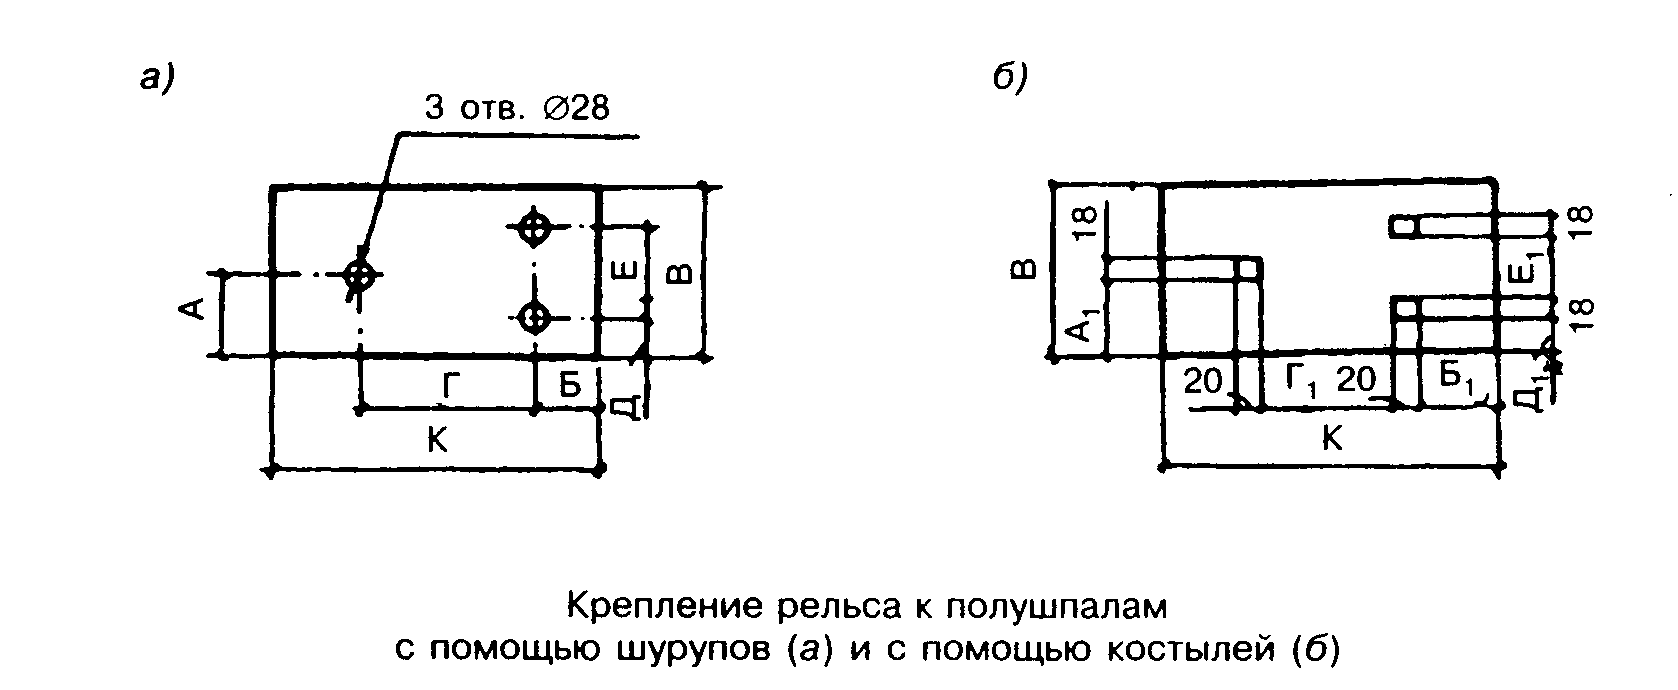 а)
б)
3 отв. ∅28
А
Е
В
Г
Б
Д
К
В
18
А1
18
Е1
18
20
Г1
20
Б1
Д1
К
Крепление рельса к полушпалам
с помощью шурупов (а) и с помощью костылей (б)